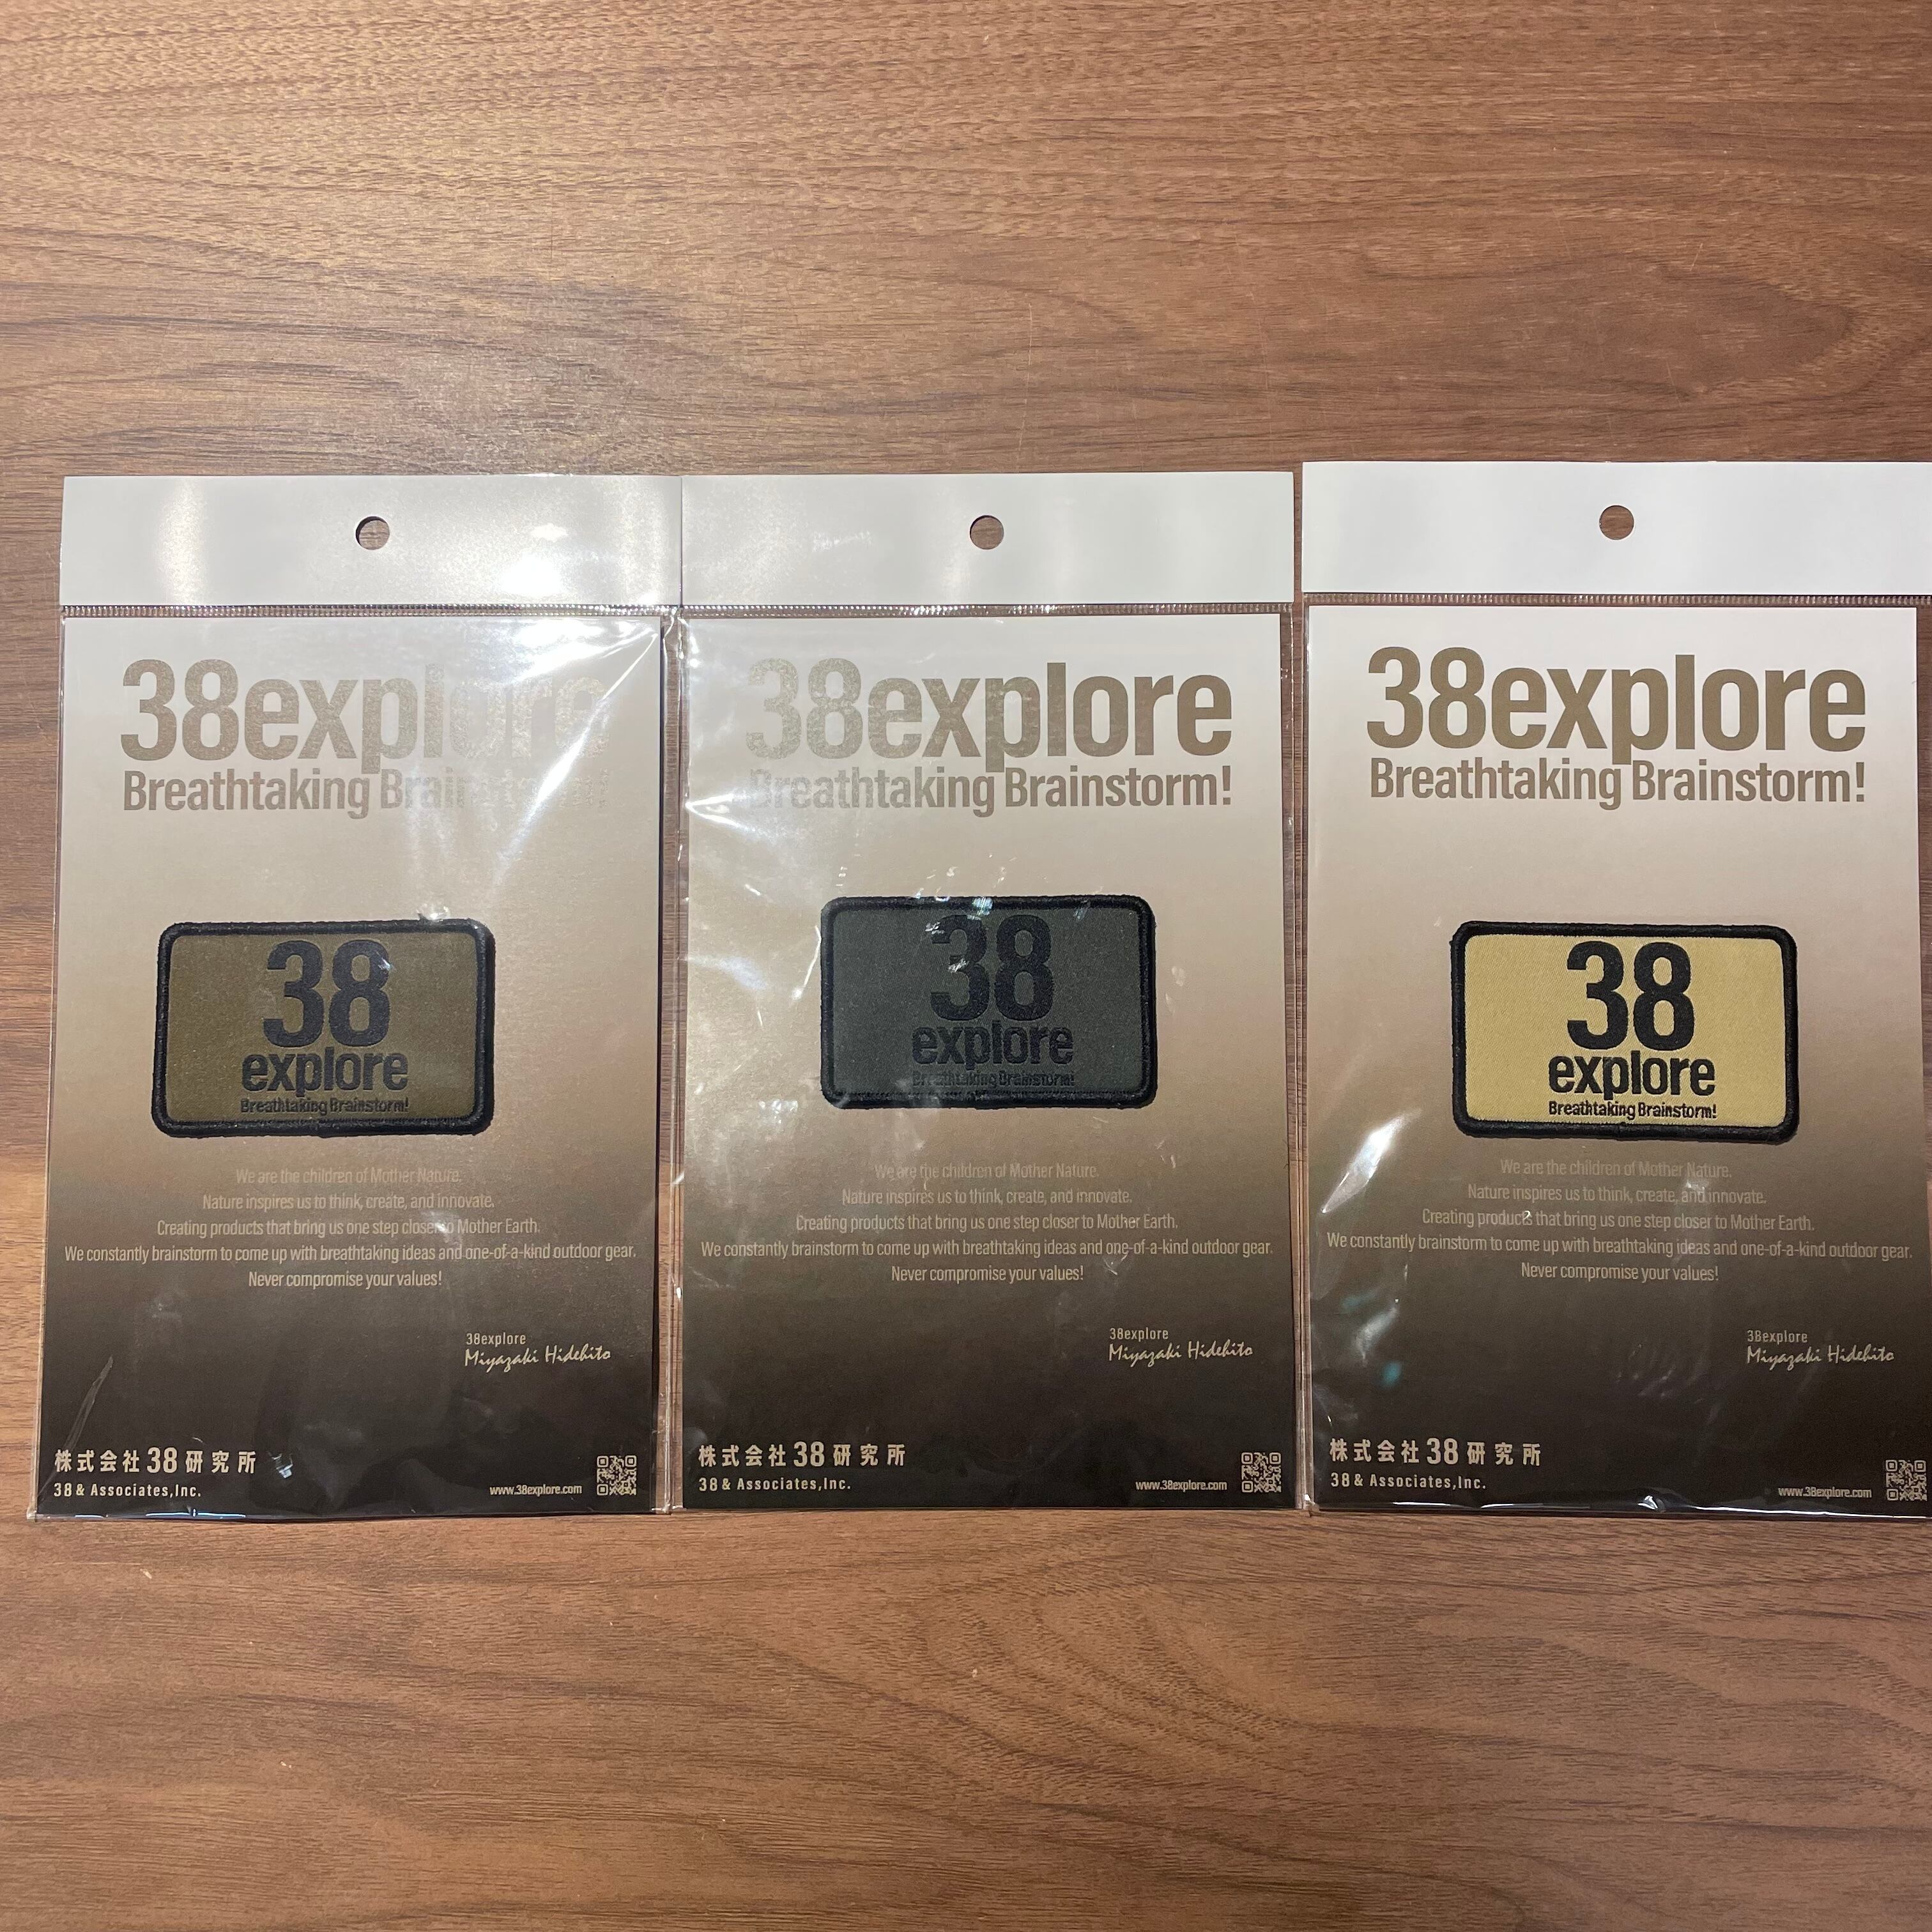 38explore
Breathtaking Brainstorm!
38
explore
Breathtaking Brainstorm!
We are the children of Mother Nature.
Nature inspires us to think, create, and innovate.
Creating products that bring us one step closer to Mother Earth.
We constantly brainstorm to come up with breathtaking ideas and one-of-a-kind outdoor gear.
Never compromise your values!
38explore
Miyazaki Hidehito
株式会社38研究所
38 & Associates,Inc.
www.38explore.com
38explore
Breathtaking Brainstorm!
38
explore
Breathtaking Brainstorm!
We are the children of Mother Nature.
Nature inspires us to think, create, and innovate.
Creating products that bring us one step closer to Mother Earth.
We constantly brainstorm to come up with breathtaking ideas and one-of-a-kind outdoor gear.
Never compromise your values!
38explore
Miyazaki Hidehito
株式会社38研究所
38 & Associates,Inc.
www.38explore.com
38explore
Breathtaking Brainstorm!
38
explore
Breathtaking Brainstorm!
We are the children of Mother Nature.
Nature inspires us to think, create, and innovate.
Creating products that bring us one step closer to Mother Earth.
We constantly brainstorm to come up with breathtaking ideas and one-of-a-kind outdoor gear.
Never compromise your values!
38explore
Miyazaki Hidehito
株式会社38研究所
38 & Associates,Inc.
www.38explore.com